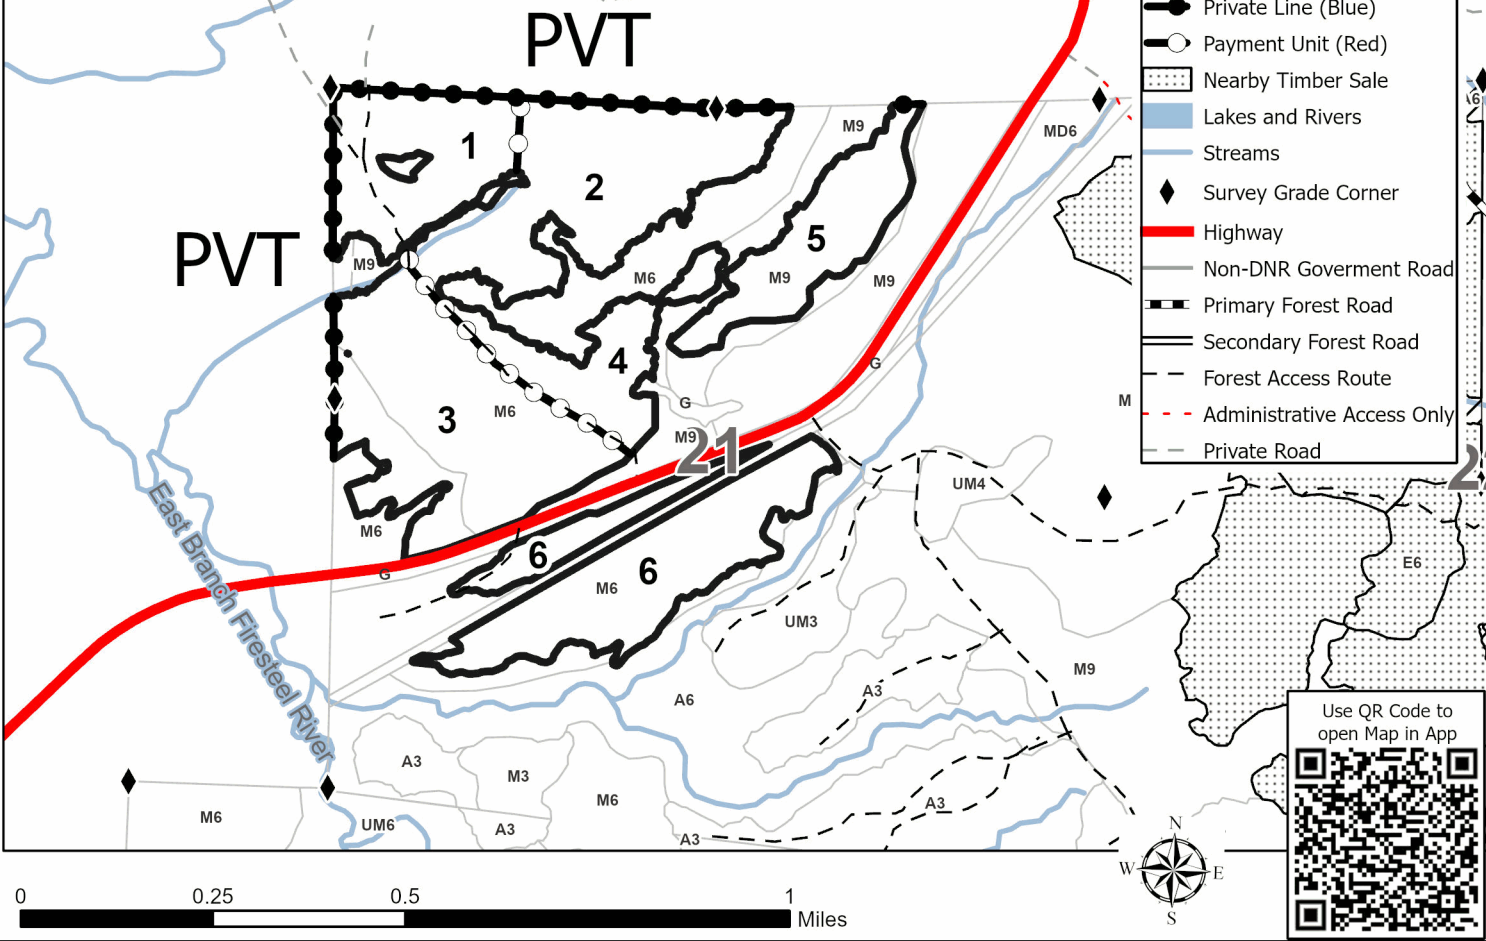 PVT
Private Line (Blue)
Payment Unit (Red)
Nearby Timber Sale
Lakes and Rivers
Streams
Survey Grade Corner
Highway
Non-DNR Goverment Road
Primary Forest Road
Secondary Forest Road
Forest Access Route
Administrative Access Only
Private Road
M9
MD6
1
2
5
PVT
M9
M6
M9
M9
4
G
3
M6
G
M
M9
21
UM4
M6
6
6
M6
G
E6
UM3
East Branch Firesteel River
M9
A6
A3
A3
M3
M6
A3
M6
UM6
A3
A3
Use QR Code to
open Map in App
N
W
E
S
0
0.25
0.5
1
Miles